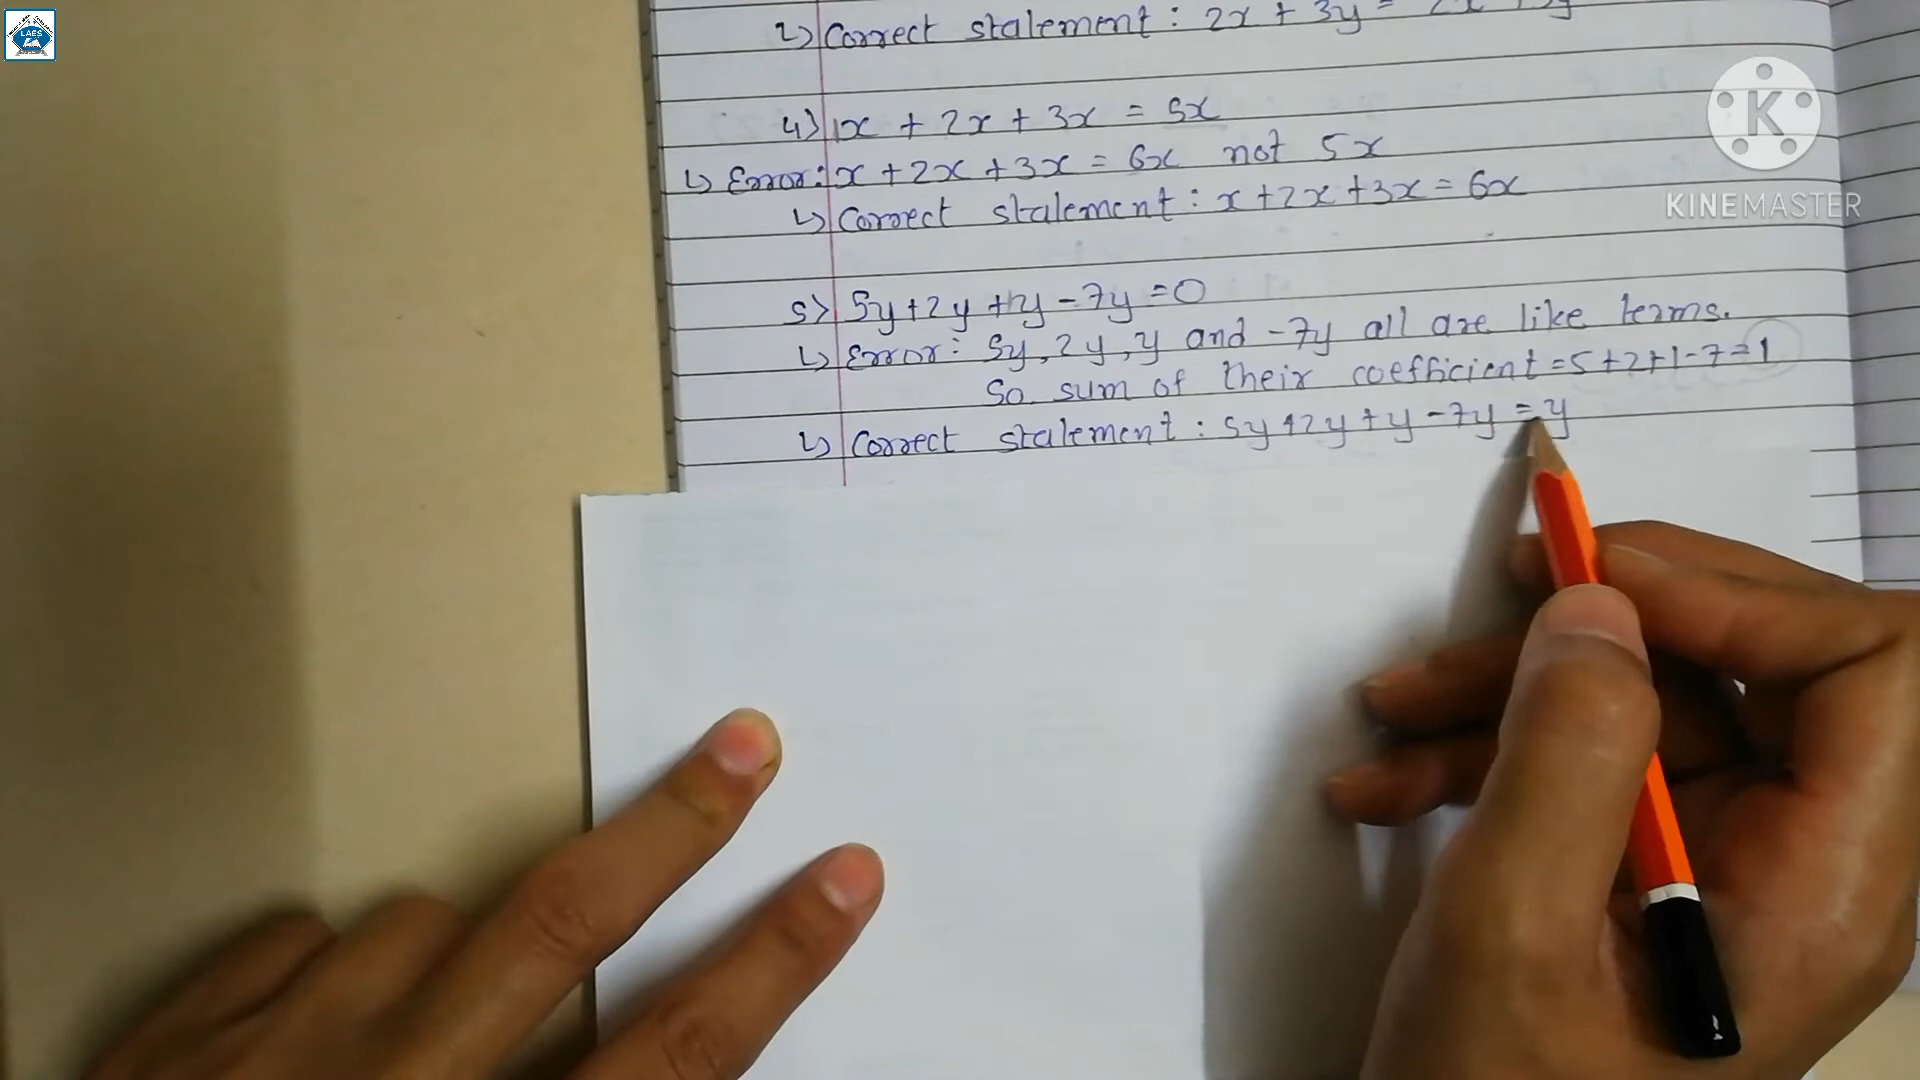 LAES
↳ Correct statement : 2x + 3y =
4) 1x + 2x + 3x = 5x
↳ Error: x + 2x + 3x = 6x not 5x
↳ Correct statement : x + 2x + 3x = 6x
5) 5y + 2y + 1y - 7y = 0
↳ Error: 5y, 2y, y and -7y all are like terms.
So sum of their coefficient = 5 + 2 + 1 - 7 = 1
↳ Correct statement : 5y + 2y + y - 7y = y
K
KINEMASTER